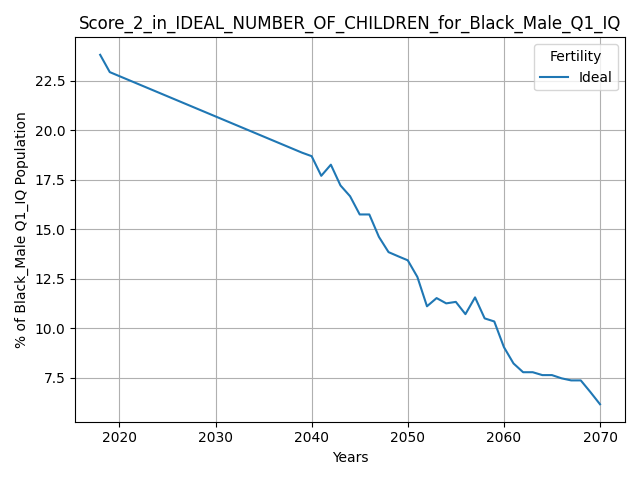 Score_2_in_IDEAL_NUMBER_OF_CHILDREN_for_Black_Male_Q1_IQ
Fertility
Ideal
% of Black_Male Q1_IQ Population
22.5
20.0
17.5
15.0
12.5
10.0
7.5
2020 2030 2040 2050 2060 2070
Years